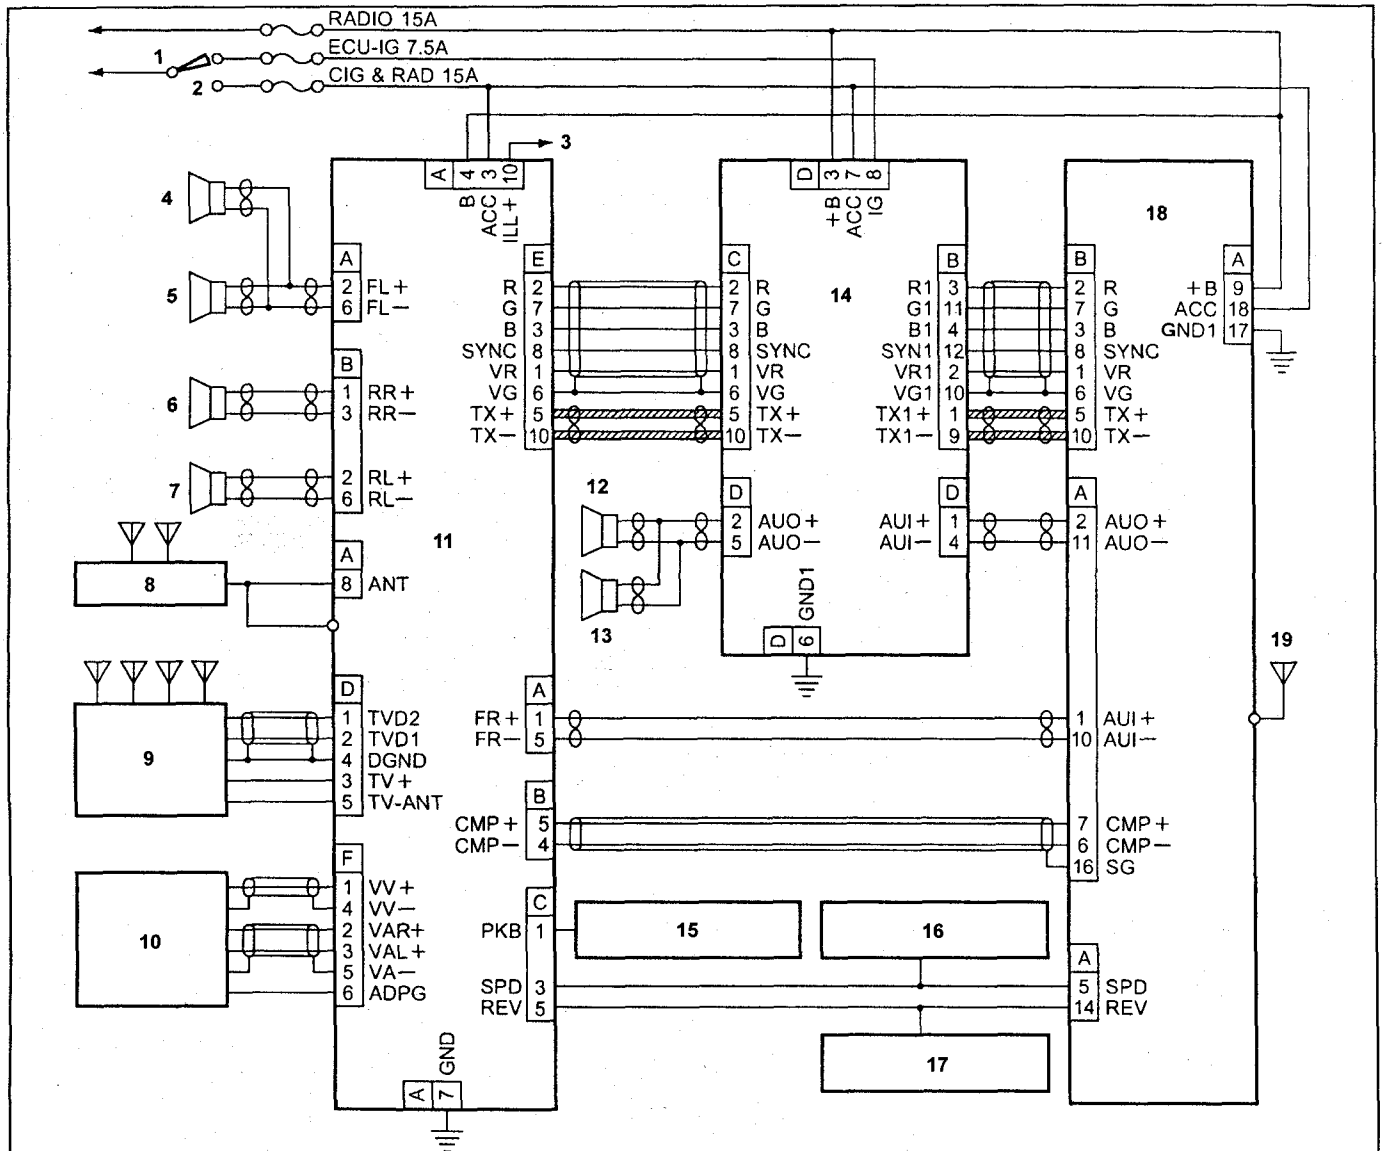 RADIO 15A
1 ECU-IG 7.5A
2 CIG & RAD 15A
3
A 4 3 10
B ACC ILL+
D 3 7 8
+B ACC IG
18
4
5
A
2 FL+
6 FL−
B
6
1 RR+
3 RR−
7
2 RL+
6 RL−
11
8
A
8 ANT
9
D
1 TVD2
2 TVD1
4 DGND
3 TV+
5 TV-ANT
10
F
1 VV+
4 VV−
2 VAR+
3 VAL+
5 VA−
6 ADPG
A 7 GND
E
R 2
G 7
B 3
SYNC 8
VR 1
VG 6
TX+ 5
TX− 10
C
2 R
7 G
3 B
8 SYNC
1 VR
6 VG
5 TX+
10 TX−
14
B
R1 3
G1 11
B1 4
SYN1 12
VR1 2
VG1 10
TX1+ 1
TX1− 9
B
2 R
7 G
3 B
8 SYNC
1 VR
6 VG
5 TX+
10 TX−
A
+B 9
ACC 18
GND1 17
12
13
D
2 AUO+
5 AUO−
D
AUI+ 1
AUI− 4
D 6 GND1
A
2 AUO+
11 AUO−
19
A
FR+ 1
FR− 5
1 AUI+
10 AUI−
B
CMP+ 5
CMP− 4
7 CMP+
6 CMP−
16 SG
C
PKB 1
15
16
SPD 3
REV 5
A
5 SPD
14 REV
17